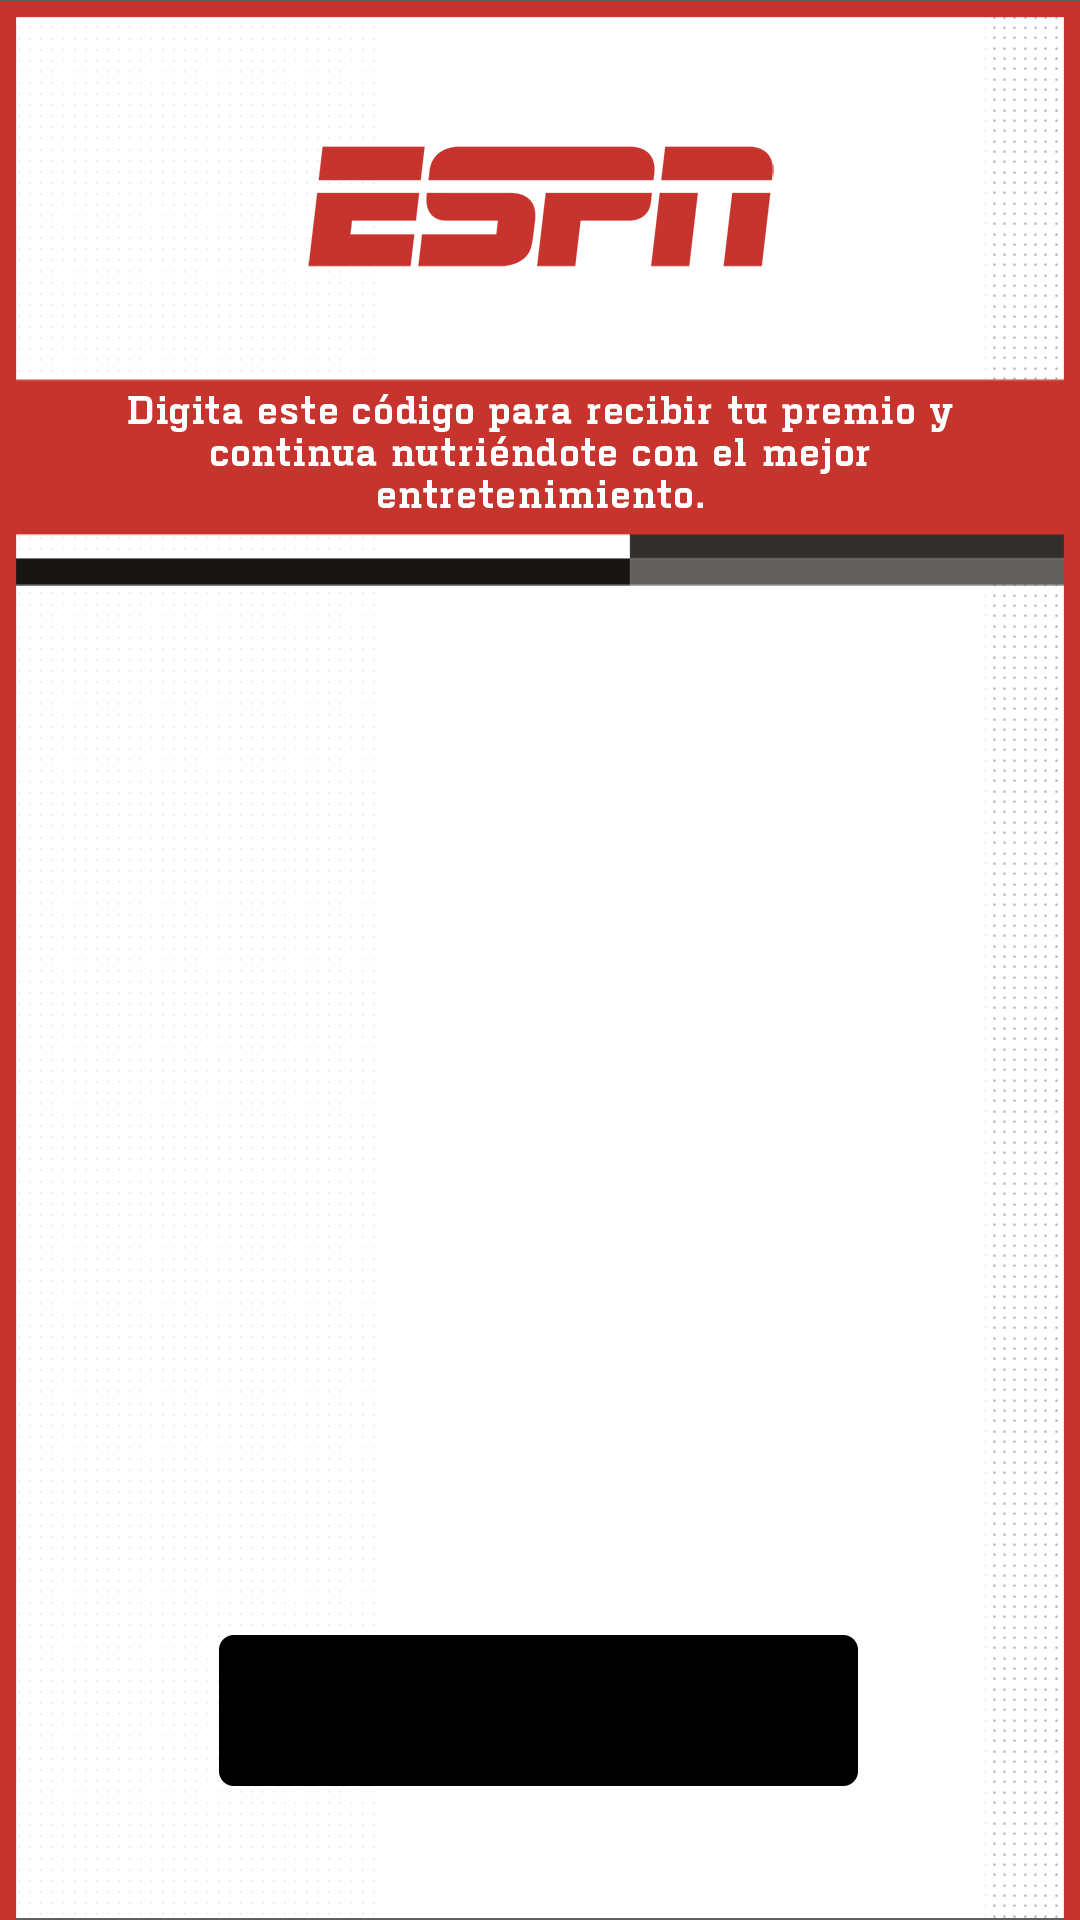 ESPN
Digita este código para recibir tu premio y
continua nutriéndote con el mejor
entretenimiento.